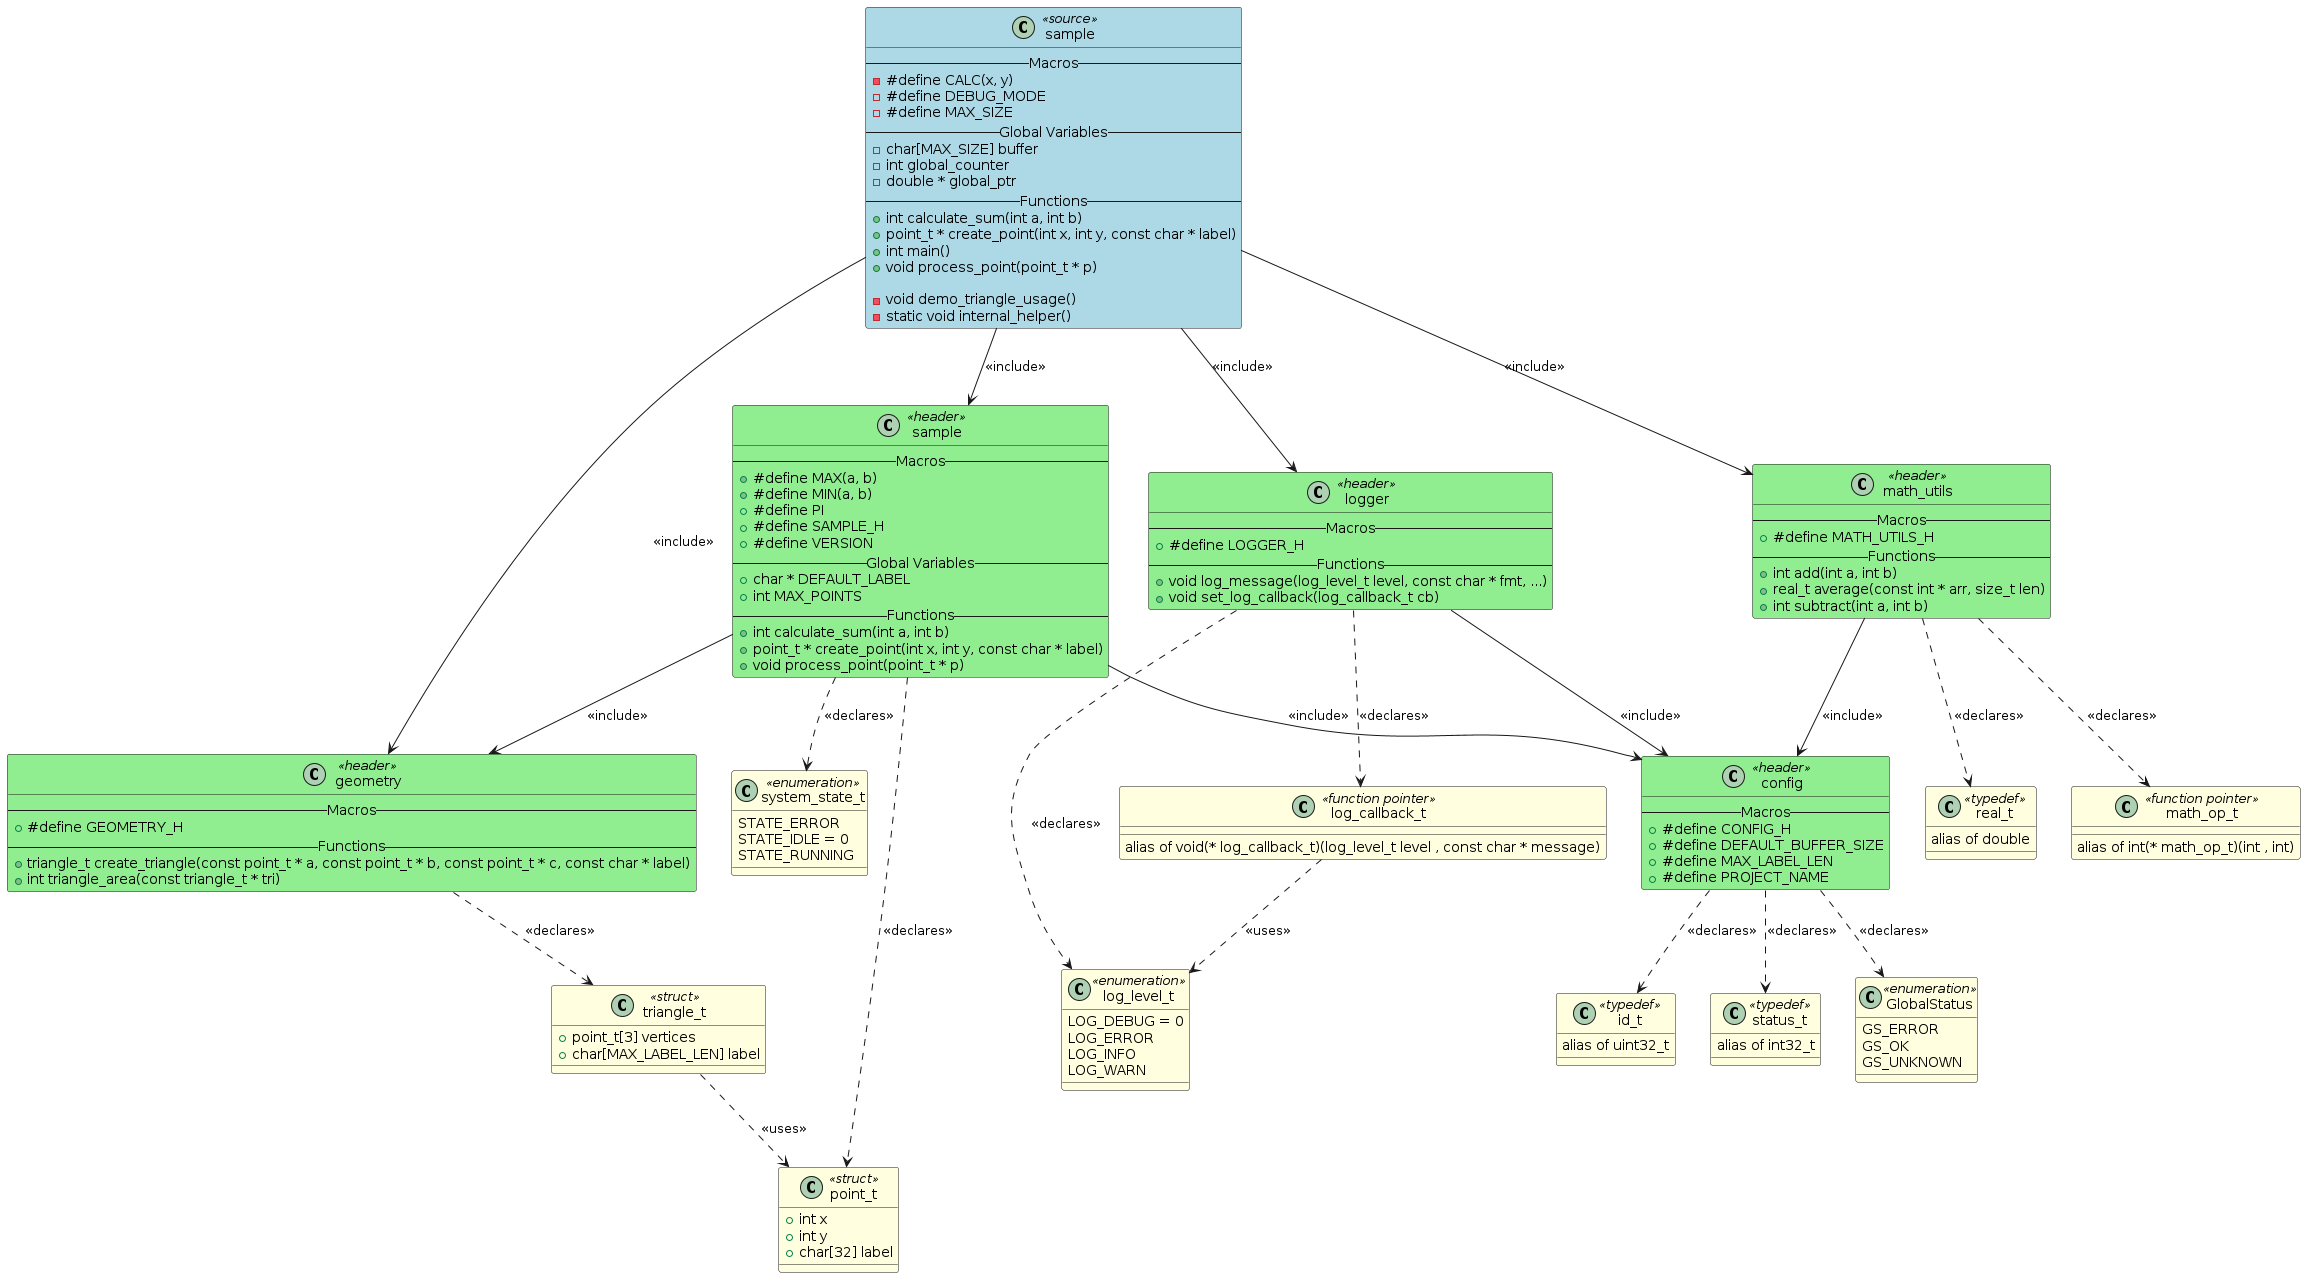 «source»
C
sample
Macros
#define CALC(x, y)
#define DEBUG_MODE
#define MAX_SIZE
Global Variables
char[MAX_SIZE] buffer
int global_counter
double * global_ptr
Functions
int calculate_sum(int a, int b)
point_t * create_point(int x, int y, const char * label)
int main()
void process_point(point_t * p)
void demo_triangle_usage()
static void internal_helper()
«include»
«include»
«include»
«include»
«header»
C
sample
Macros
#define MAX(a, b)
#define MIN(a, b)
#define PI
#define SAMPLE_H
#define VERSION
Global Variables
char * DEFAULT_LABEL
int MAX_POINTS
Functions
int calculate_sum(int a, int b)
point_t * create_point(int x, int y, const char * label)
void process_point(point_t * p)
«header»
C
logger
Macros
#define LOGGER_H
Functions
void log_message(log_level_t level, const char * fmt, ...)
void set_log_callback(log_callback_t cb)
«header»
C
math_utils
Macros
#define MATH_UTILS_H
Functions
int add(int a, int b)
real_t average(const int * arr, size_t len)
int subtract(int a, int b)
«include»
«declares»
«include»
«declares»
«include»
«include»
«declares»
«declares»
«header»
C
geometry
Macros
#define GEOMETRY_H
Functions
triangle_t create_triangle(const point_t * a, const point_t * b, const point_t * c, const char * label)
int triangle_area(const triangle_t * tri)
«enumeration»
C
system_state_t
STATE_ERROR
STATE_IDLE = 0
STATE_RUNNING
«declares»
«function pointer»
C
log_callback_t
alias of void(* log_callback_t)(log_level_t level , const char * message)
«header»
C
config
Macros
#define CONFIG_H
#define DEFAULT_BUFFER_SIZE
#define MAX_LABEL_LEN
#define PROJECT_NAME
«typedef»
C
real_t
alias of double
«function pointer»
C
math_op_t
alias of int(* math_op_t)(int , int)
«declares»
«declares»
«uses»
«declares»
«declares»
«declares»
«struct»
C
triangle_t
point_t[3] vertices
char[MAX_LABEL_LEN] label
«enumeration»
C
log_level_t
LOG_DEBUG = 0
LOG_ERROR
LOG_INFO
LOG_WARN
«typedef»
C
id_t
alias of uint32_t
«typedef»
C
status_t
alias of int32_t
«enumeration»
C
GlobalStatus
GS_ERROR
GS_OK
GS_UNKNOWN
«uses»
«struct»
C
point_t
int x
int y
char[32] label